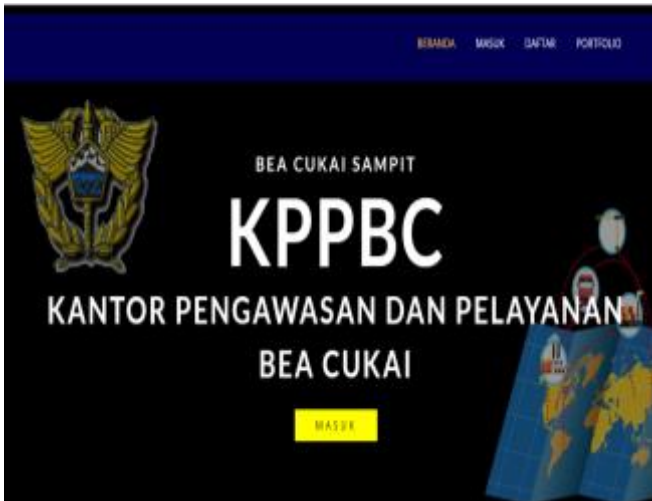 BERANDA MASUK DAFTAR PORTFOLIO
BEA CUKAI SAMPIT
KPPBC
KANTOR PENGAWASAN DAN PELAYANAN
BEA CUKAI
MASUK